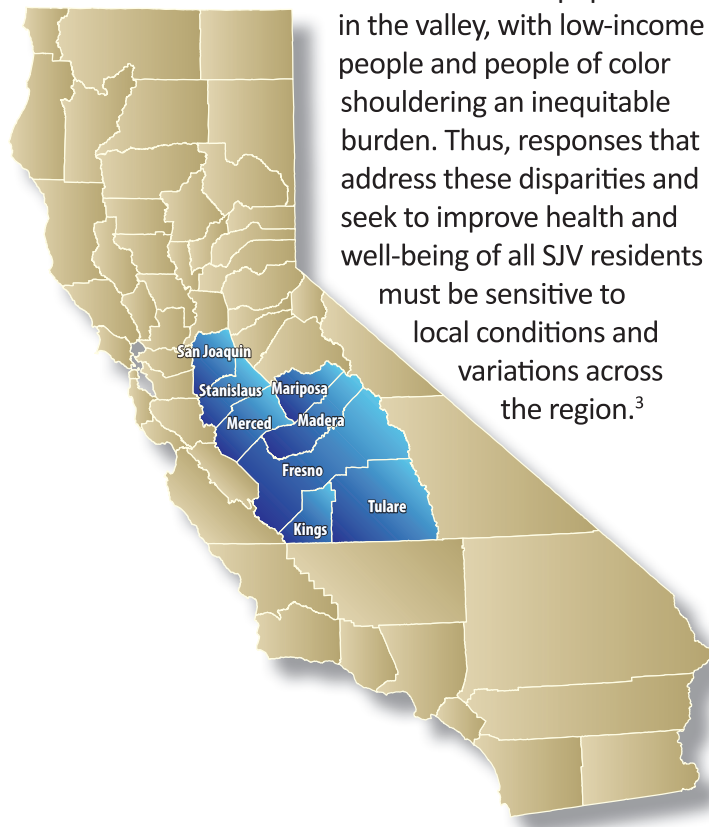 in the valley, with low-income
people and people of color
shouldering an inequitable
burden. Thus, responses that
address these disparities and
seek to improve health and
well-being of all SJV residents
must be sensitive to
local conditions and
variations across
the region.3
San Joaquin
Stanislaus
Mariposa
Merced
Madera
Fresno
Tulare
Kings